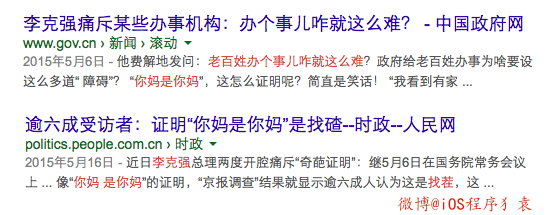 李克强痛斥某些办事机构：办个事儿咋就这么难？ - 中国政府网
www.gov.cn › 新闻 › 滚动
2015年5月6日 - 他费解地发问：老百姓办个事儿咋就这么难？政府给老百姓办事为啥要设
这么多道“ 障碍”？ “你妈是你妈”，这怎么证明呢？简直是笑话！ “我看到有家 ...
逾六成受访者：证明“你妈是你妈”是找碴--时政--人民网
politics.people.com.cn › 时政
2015年5月16日 - 近日李克强总理两度开腔痛斥“奇葩证明”：继5月6日在国务院常务会议
上 ... 像“你妈 是你妈”的证明，“京报调查”结果就显示逾六成人认为这是找茬，这 ...
微博@iOS程序犭袁